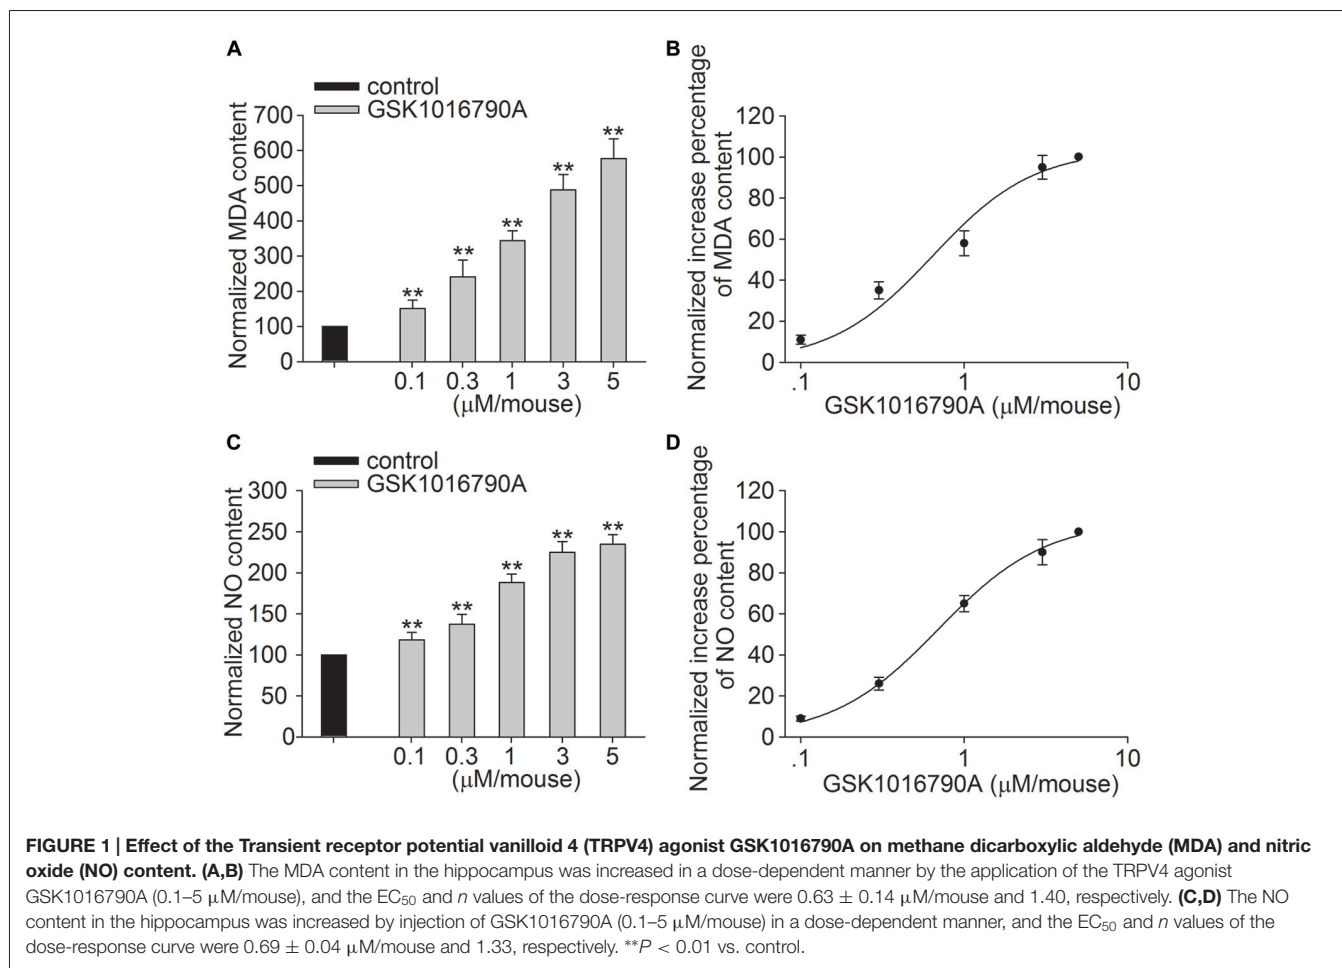 A
control
GSK1016790A
Normalized MDA content
700
600
500
400
300
200
100
0
**
**
**
**
**
0.1 0.3 1 3 5
(µM/mouse)
B
Normalized increase percentage
of MDA content
120
100
80
60
40
20
0
.1 1 10
GSK1016790A (µM/mouse)
C
control
GSK1016790A
Normalized NO content
300
250
200
150
100
50
0
**
**
**
**
**
0.1 0.3 1 3 5
(µM/mouse)
D
Normalized increase percentage
of NO content
120
100
80
60
40
20
0
.1 1 10
GSK1016790A (µM/mouse)
FIGURE 1 | Effect of the Transient receptor potential vanilloid 4 (TRPV4) agonist GSK1016790A on methane dicarboxylic aldehyde (MDA) and nitric
oxide (NO) content. (A,B) The MDA content in the hippocampus was increased in a dose-dependent manner by the application of the TRPV4 agonist
GSK1016790A (0.1–5 µM/mouse), and the EC50 and n values of the dose-response curve were 0.63 ± 0.14 µM/mouse and 1.40, respectively. (C,D) The NO
content in the hippocampus was increased by injection of GSK1016790A (0.1–5 µM/mouse) in a dose-dependent manner, and the EC50 and n values of the
dose-response curve were 0.69 ± 0.04 µM/mouse and 1.33, respectively. **P < 0.01 vs. control.